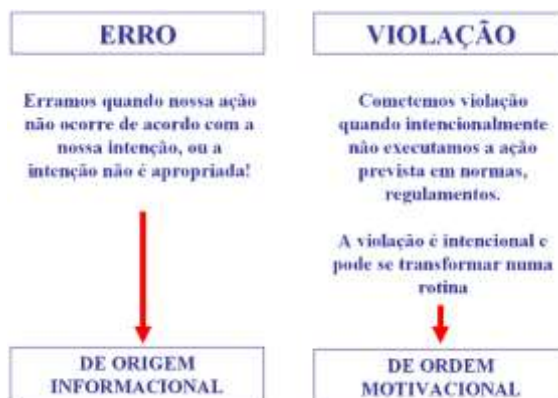 ERRO
Erramos quando nossa ação
não ocorre de acordo com a
nossa intenção, ou a
intenção não é apropriada!
DE ORIGEM
INFORMACIONAL
VIOLAÇÃO
Cometemos violação
quando intencionalmente
não executamos a ação
prevista em normas,
regulamentos.
A violação é intencional e
pode se transformar numa
rotina
DE ORDEM
MOTIVACIONAL